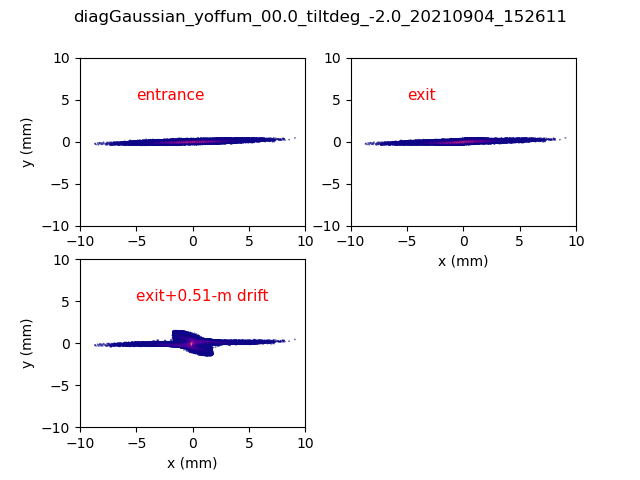 diagGaussian_yoffum_00.0_tiltdeg_-2.0_20210904_152611
10
5
0
−5
−10
y (mm)
entrance
−10 −5 0 5 10
10
5
0
−5
−10
exit
−10 −5 0 5 10
x (mm)
10
5
0
−5
−10
y (mm)
exit+0.51-m drift
−10 −5 0 5 10
x (mm)